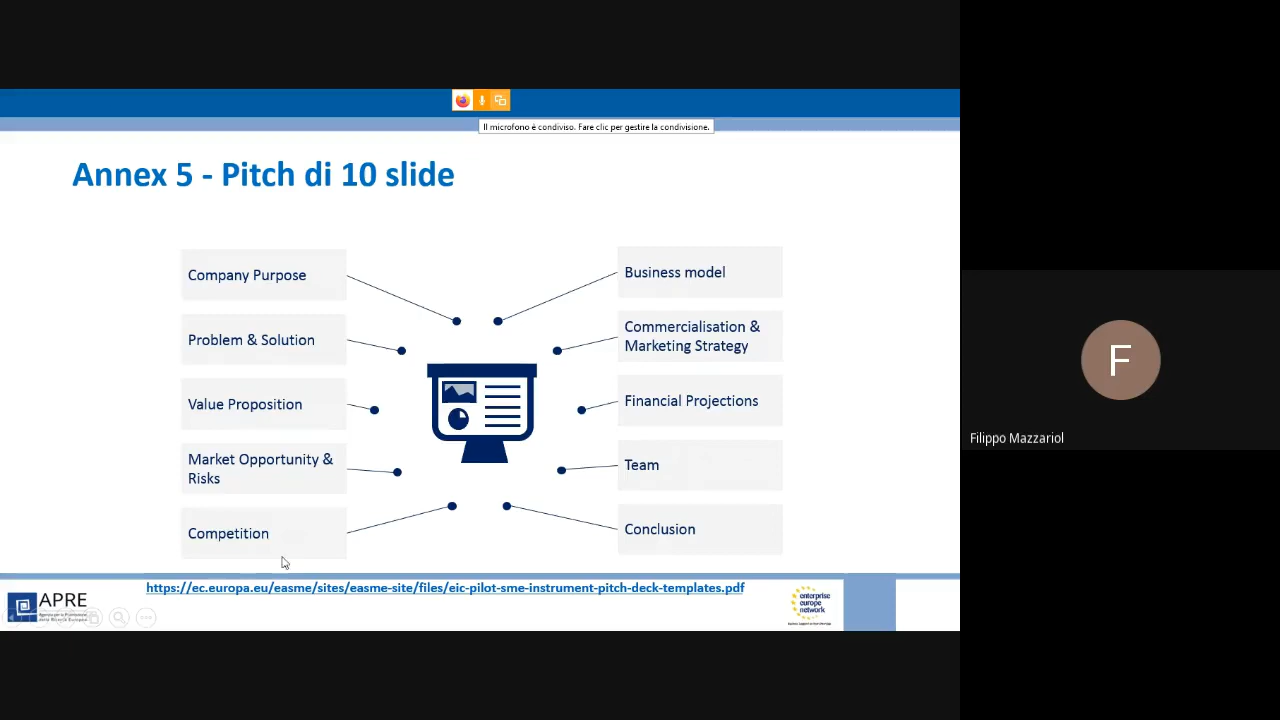 Il microfono è condiviso. Fare clic per gestire la condivisione.
Annex 5 - Pitch di 10 slide
Company Purpose
Problem & Solution
Value Proposition
Market Opportunity &
Risks
Competition
Business model
Commercialisation &
Marketing Strategy
Financial Projections
Team
Conclusion
https://ec.europa.eu/easme/sites/easme-site/files/eic-pilot-sme-instrument-pitch-deck-templates.pdf
APRE
enterprise
europe
network
F
Filippo Mazzariol